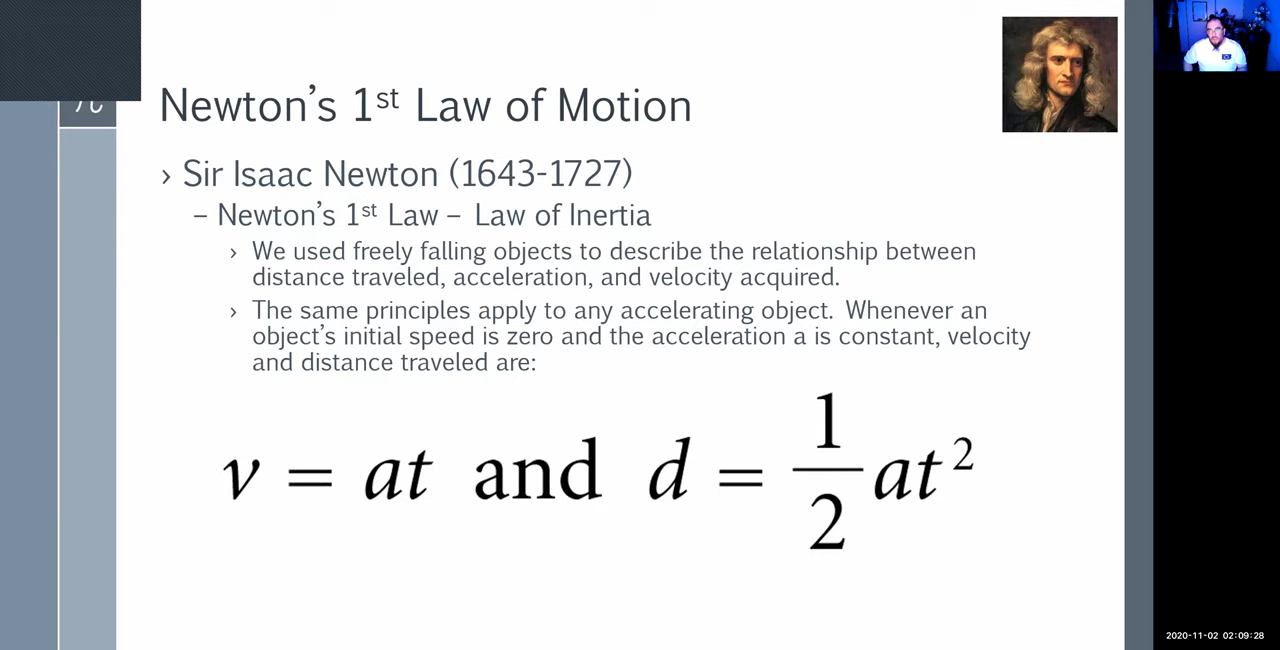 π
Newton's 1st Law of Motion
› Sir Isaac Newton (1643-1727)
– Newton's 1st Law – Law of Inertia
› We used freely falling objects to describe the relationship between
distance traveled, acceleration, and velocity acquired.
› The same principles apply to any accelerating object. Whenever an
object's initial speed is zero and the acceleration a is constant, velocity
and distance traveled are:
v = at and d = 1/2 at²
2020-11-02 02:09:28